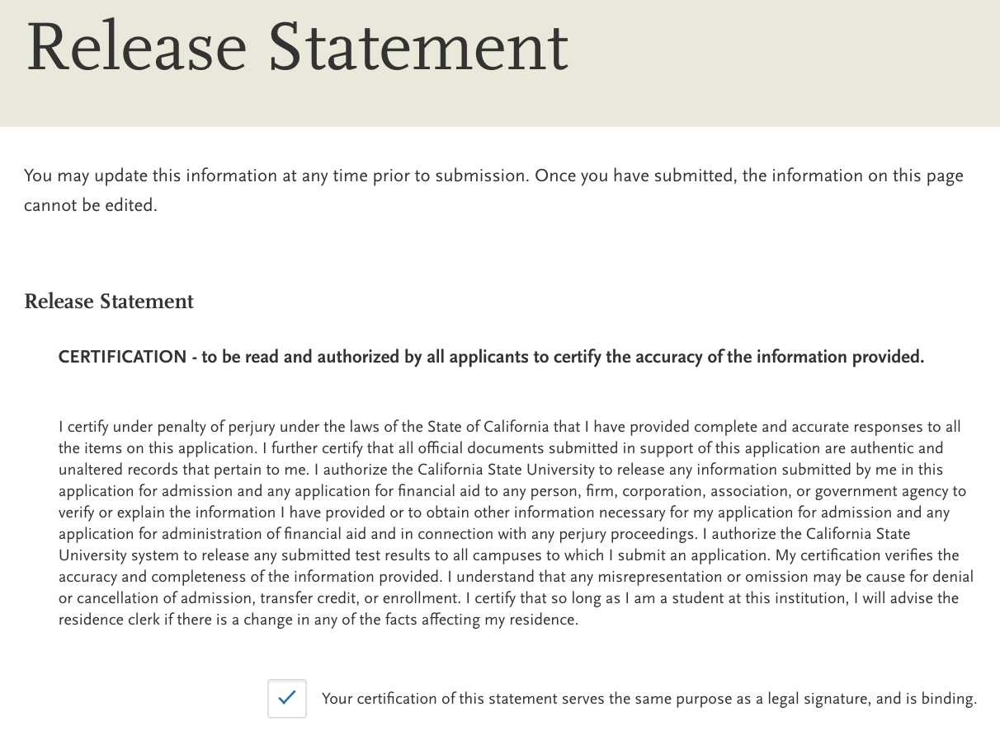 Release Statement
You may update this information at any time prior to submission. Once you have submitted, the information on this page
cannot be edited.
Release Statement
CERTIFICATION - to be read and authorized by all applicants to certify the accuracy of the information provided.
I certify under penalty of perjury under the laws of the State of California that I have provided complete and accurate responses to all
the items on this application. I further certify that all official documents submitted in support of this application are authentic and
unaltered records that pertain to me. I authorize the California State University to release any information submitted by me in this
application for admission and any application for financial aid to any person, firm, corporation, association, or government agency to
verify or explain the information I have provided or to obtain other information necessary for my application for admission and any
application for administration of financial aid and in connection with any perjury proceedings. I authorize the California State
University system to release any submitted test results to all campuses to which I submit an application. My certification verifies the
accuracy and completeness of the information provided. I understand that any misrepresentation or omission may be cause for denial
or cancellation of admission, transfer credit, or enrollment. I certify that so long as I am a student at this institution, I will advise the
residence clerk if there is a change in any of the facts affecting my residence.
Your certification of this statement serves the same purpose as a legal signature, and is binding.